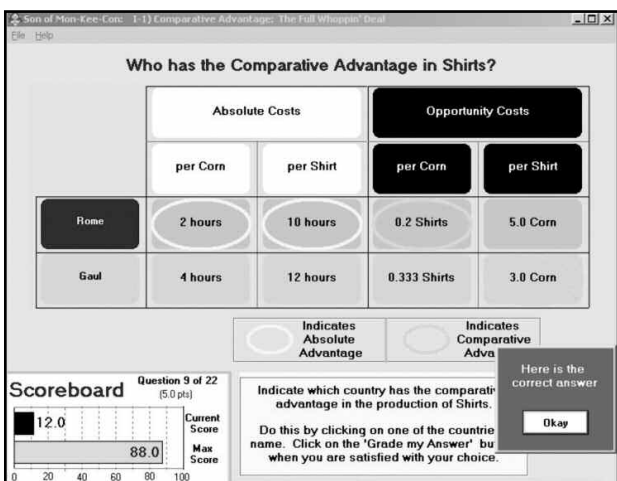 Son of Mon-Kee-Con: I-1) Comparative Advantage: The Full Whoppin' Deal
File Help
Who has the Comparative Advantage in Shirts?
Absolute Costs
Opportunity Costs
per Corn
per Shirt
per Corn
per Shirt
Rome
2 hours
10 hours
0.2 Shirts
5.0 Corn
Gaul
4 hours
12 hours
0.333 Shirts
3.0 Corn
Indicates
Absolute
Advantage
Indicates
Comparative
Adva
Here is the
correct answer
Okay
Scoreboard
Question 9 of 22
(5.0 pts)
12.0
Current
Score
88.0
Max
Score
0 20 40 60 80 100
Indicate which country has the comparati
advantage in the production of Shirts.
Do this by clicking on one of the countrie
name. Click on the 'Grade my Answer' bu
when you are satisfied with your choice.